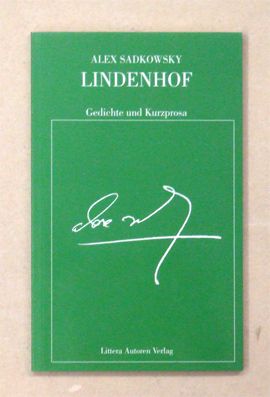 ALEX SADKOWSKY
LINDENHOF
Gedichte und Kurzprosa
Littera Autoren Verlag